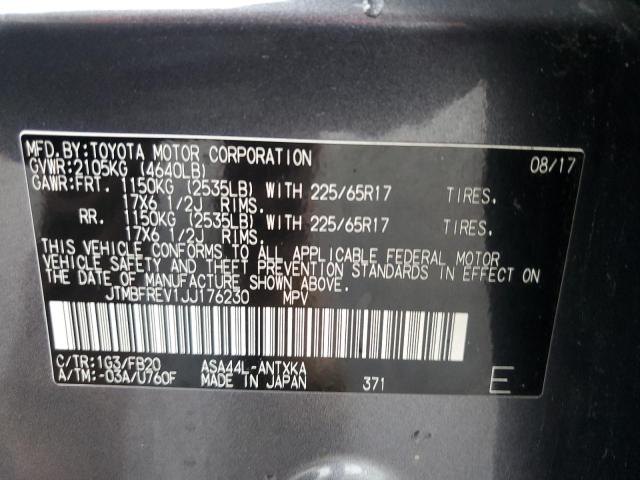 MFD.BY:TOYOTA MOTOR CORPORATION 08/17
GVWR:2105KG (4640LB)
GAWR:FRT. 1150KG (2535LB) WITH 225/65R17 TIRES.
17X6 1/2J RIMS.
RR. 1150KG (2535LB) WITH 225/65R17 TIRES.
17X6 1/2J RIMS.
THIS VEHICLE CONFORMS TO ALL APPLICABLE FEDERAL MOTOR
VEHICLE SAFETY AND THEFT PREVENTION STANDARDS IN EFFECT ON
THE DATE OF MANUFACTURE SHOWN ABOVE.
JTMBFREV1JJ176230 MPV
C/TR:1G3/FB20 ASA44L-ANTXKA
A/TM:-03A/U760F MADE IN JAPAN 371 E